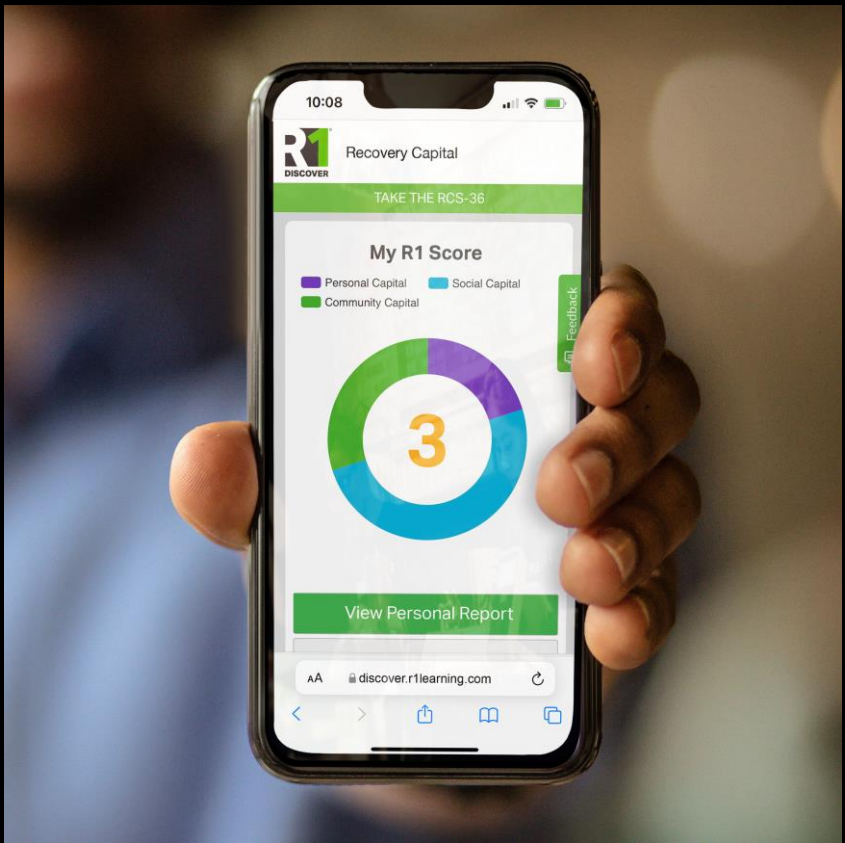 10:08
R1
DISCOVER
Recovery Capital
TAKE THE RCS-36
My R1 Score
Personal Capital
Social Capital
Community Capital
Feedback
3
View Personal Report
AA
discover.r1learning.com